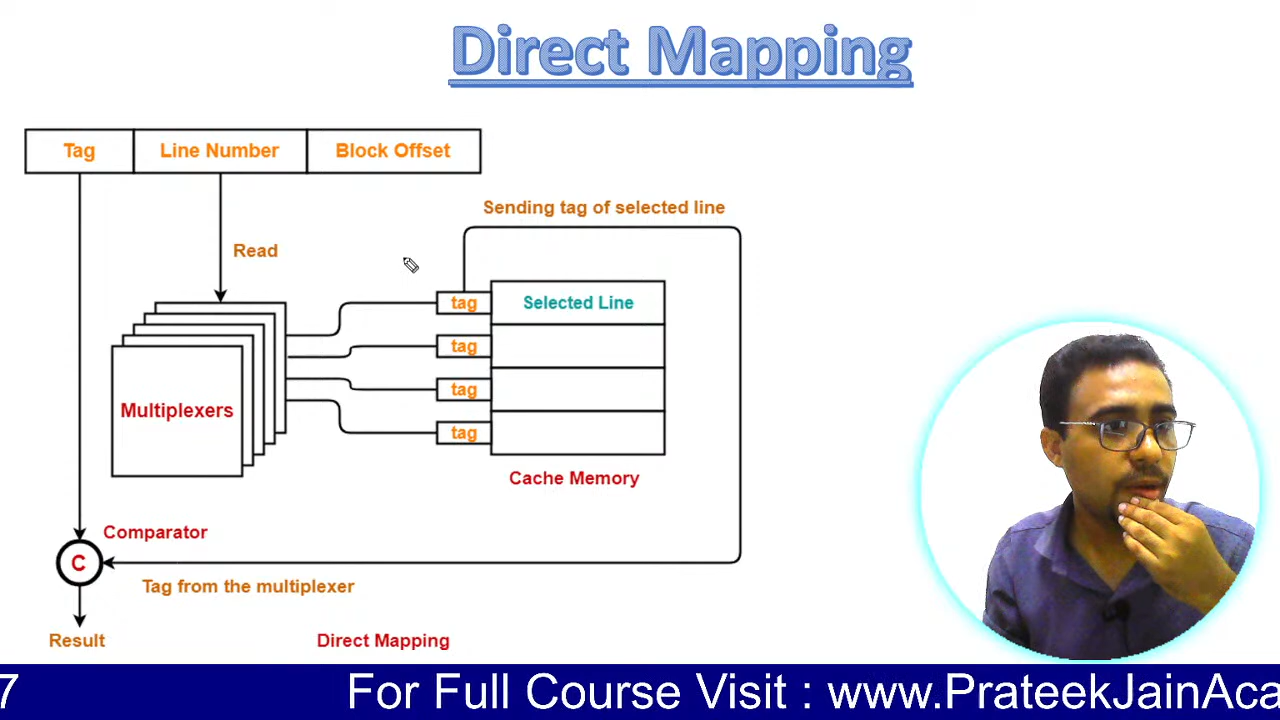 Direct Mapping
Tag Line Number Block Offset
Sending tag of selected line
Read
tag Selected Line
tag
tag
Multiplexers
tag
Cache Memory
Comparator
C
Tag from the multiplexer
Result
Direct Mapping
7 For Full Course Visit : www.PrateekJainAca